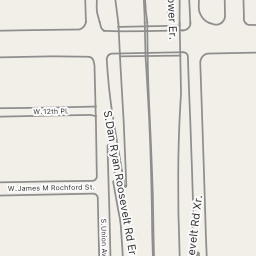 ower Er.
W. 12th Pl.
S.Dan Ryan Roosevelt Rd Er
W. James M Rochford St.
S.Union Av
evelt Rd Xr.